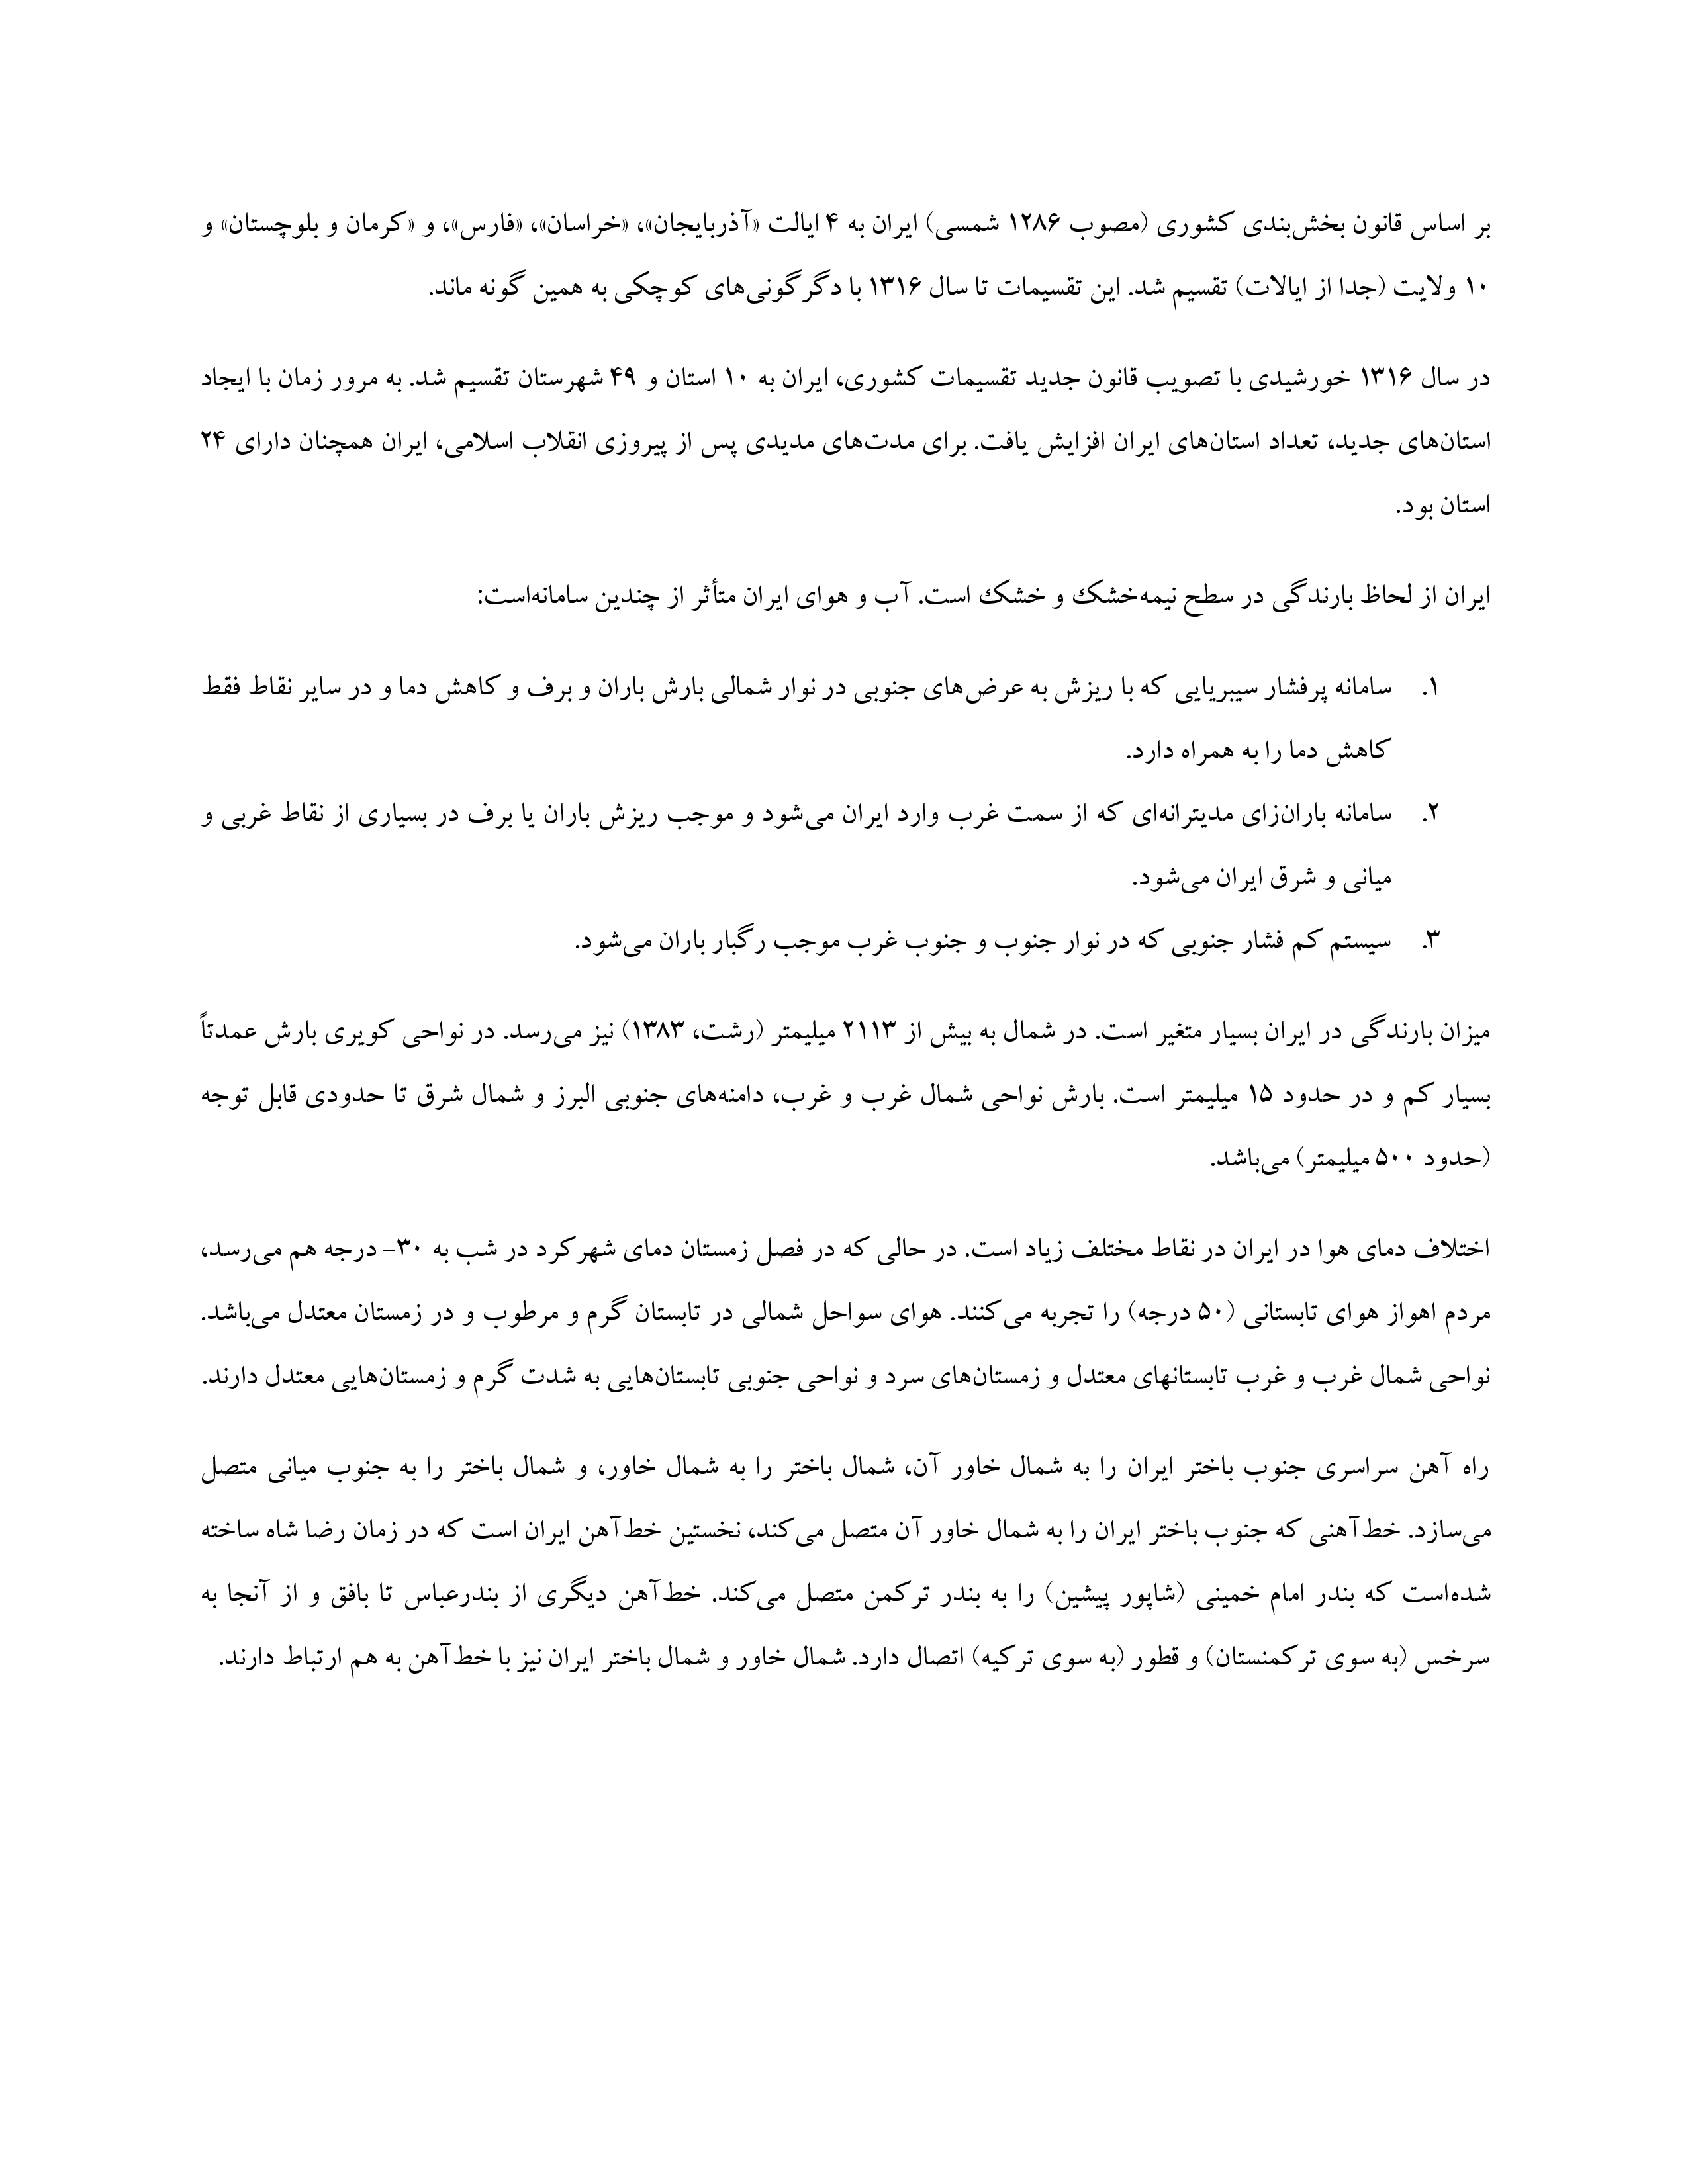 بر اساس قانون بخش‌بندی کشوری (مصوب ۱۲۸۶ شمسی) ایران به ۴ ایالت «آذربایجان»، «خراسان»، «فارس»، و «کرمان و بلوچستان» و
۱۰ ولایت (جدا از ایالات) تقسیم شد. این تقسیمات تا سال ۱۳۱۶ با دگرگونی‌های کوچکی به همین گونه ماند.
در سال ۱۳۱۶ خورشیدی با تصویب قانون جدید تقسیمات کشوری، ایران به ۱۰ استان و ۴۹ شهرستان تقسیم شد. به مرور زمان با ایجاد
استان‌های جدید، تعداد استان‌های ایران افزایش یافت. برای مدت‌های مدیدی پس از پیروزی انقلاب اسلامی، ایران همچنان دارای ۲۴
استان بود.
ایران از لحاظ بارندگی در سطح نیمه‌خشک و خشک است. آب و هوای ایران متأثر از چندین سامانه‌است:
۱. سامانه پرفشار سیبریایی که با ریزش به عرض‌های جنوبی در نوار شمالی بارش باران و برف و کاهش دما و در سایر نقاط فقط
کاهش دما را به همراه دارد.
۲. سامانه باران‌زای مدیترانه‌ای که از سمت غرب وارد ایران می‌شود و موجب ریزش باران یا برف در بسیاری از نقاط غربی و
میانی و شرق ایران می‌شود.
۳. سیستم کم فشار جنوبی که در نوار جنوب و جنوب غرب موجب رگبار باران می‌شود.
میزان بارندگی در ایران بسیار متغیر است. در شمال به بیش از ۲۱۱۳ میلیمتر (رشت، ۱۳۸۳) نیز می‌رسد. در نواحی کویری بارش عمدتاً
بسیار کم و در حدود ۱۵ میلیمتر است. بارش نواحی شمال غرب و غرب، دامنه‌های جنوبی البرز و شمال شرق تا حدودی قابل توجه
(حدود ۵۰۰ میلیمتر) می‌باشد.
اختلاف دمای هوا در ایران در نقاط مختلف زیاد است. در حالی که در فصل زمستان دمای شهرکرد در شب به ۳۰– درجه هم می‌رسد،
مردم اهواز هوای تابستانی (۵۰ درجه) را تجربه می‌کنند. هوای سواحل شمالی در تابستان گرم و مرطوب و در زمستان معتدل می‌باشد.
نواحی شمال غرب و غرب تابستانهای معتدل و زمستان‌های سرد و نواحی جنوبی تابستان‌هایی به شدت گرم و زمستان‌هایی معتدل دارند.
راه آهن سراسری جنوب باختر ایران را به شمال خاور آن، شمال باختر را به شمال خاور، و شمال باختر را به جنوب میانی متصل
می‌سازد. خط‌آهنی که جنوب باختر ایران را به شمال خاور آن متصل می‌کند، نخستین خط‌آهن ایران است که در زمان رضا شاه ساخته
شده‌است که بندر امام خمینی (شاپور پیشین) را به بندر ترکمن متصل می‌کند. خط‌آهن دیگری از بندرعباس تا بافق و از آنجا به
سرخس (به سوی ترکمنستان) و قطور (به سوی ترکیه) اتصال دارد. شمال خاور و شمال باختر ایران نیز با خط‌آهن به هم ارتباط دارند.